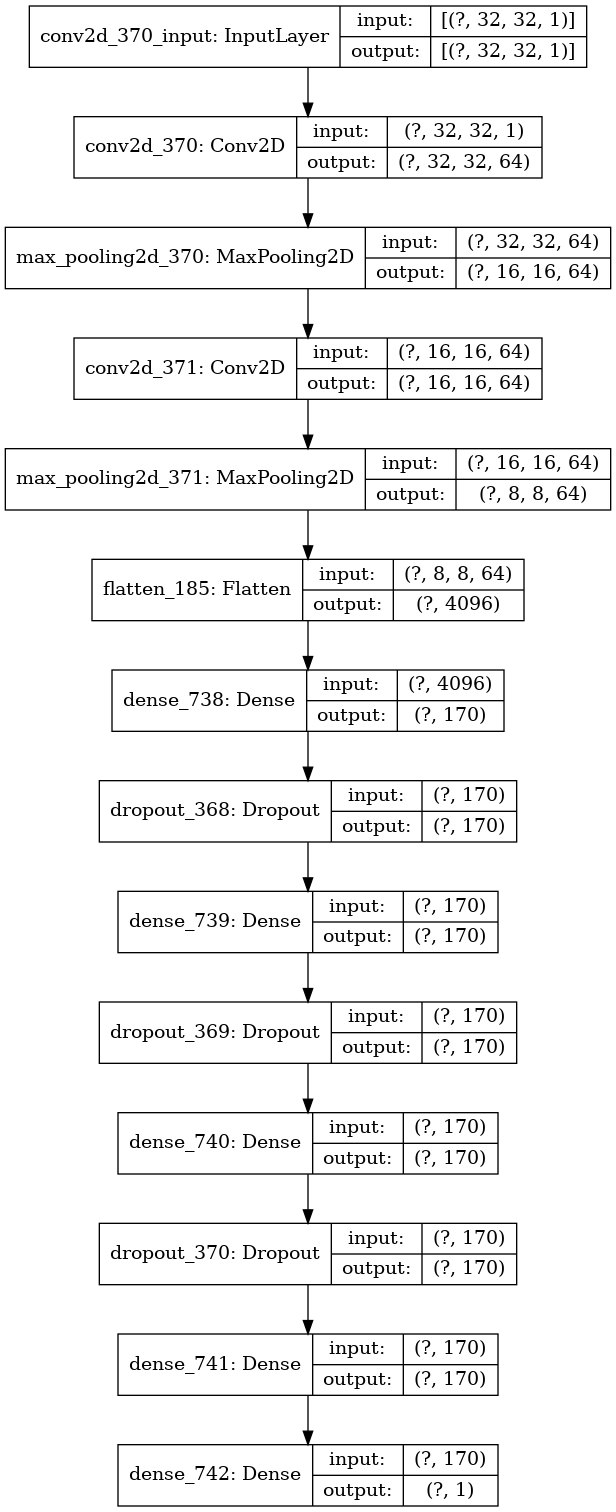 conv2d_370_input: InputLayer
input: [(?, 32, 32, 1)]
output: [(?, 32, 32, 1)]
conv2d_370: Conv2D
input: (?, 32, 32, 1)
output: (?, 32, 32, 64)
max_pooling2d_370: MaxPooling2D
input: (?, 32, 32, 64)
output: (?, 16, 16, 64)
conv2d_371: Conv2D
input: (?, 16, 16, 64)
output: (?, 16, 16, 64)
max_pooling2d_371: MaxPooling2D
input: (?, 16, 16, 64)
output: (?, 8, 8, 64)
flatten_185: Flatten
input: (?, 8, 8, 64)
output: (?, 4096)
dense_738: Dense
input: (?, 4096)
output: (?, 170)
dropout_368: Dropout
input: (?, 170)
output: (?, 170)
dense_739: Dense
input: (?, 170)
output: (?, 170)
dropout_369: Dropout
input: (?, 170)
output: (?, 170)
dense_740: Dense
input: (?, 170)
output: (?, 170)
dropout_370: Dropout
input: (?, 170)
output: (?, 170)
dense_741: Dense
input: (?, 170)
output: (?, 170)
dense_742: Dense
input: (?, 170)
output: (?, 1)